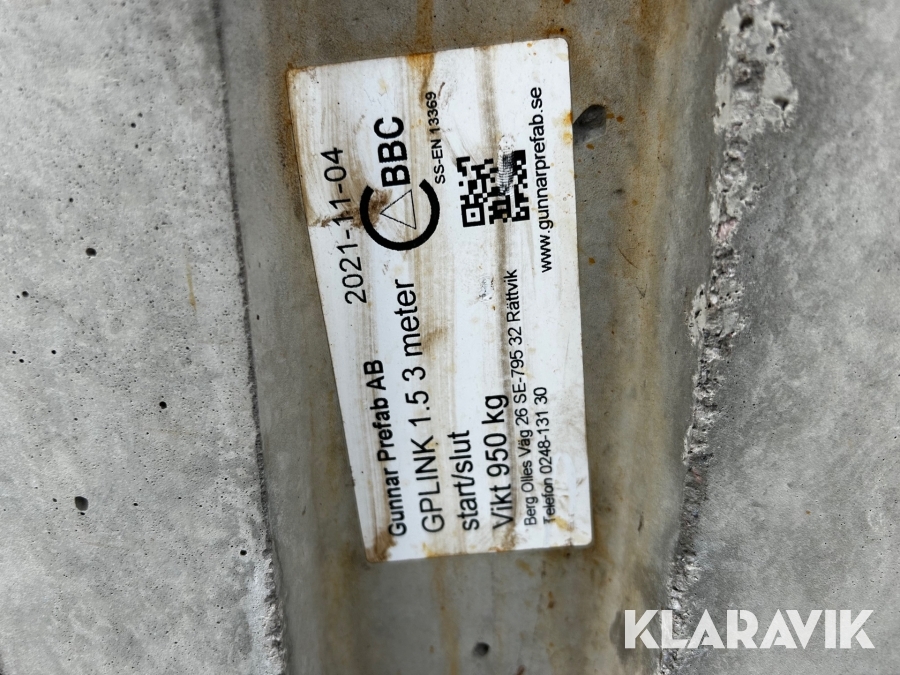 Gunnar Prefab AB
2021-11-04
GPLINK 1.5 3 meter
start/slut
BBC
SS-EN 13369
Vikt 950 kg
Berg Olles Väg 26 SE-795 32 Rättvik
Telefon 0248-131 30
www.gunnarprefab.se
KLARAVIK